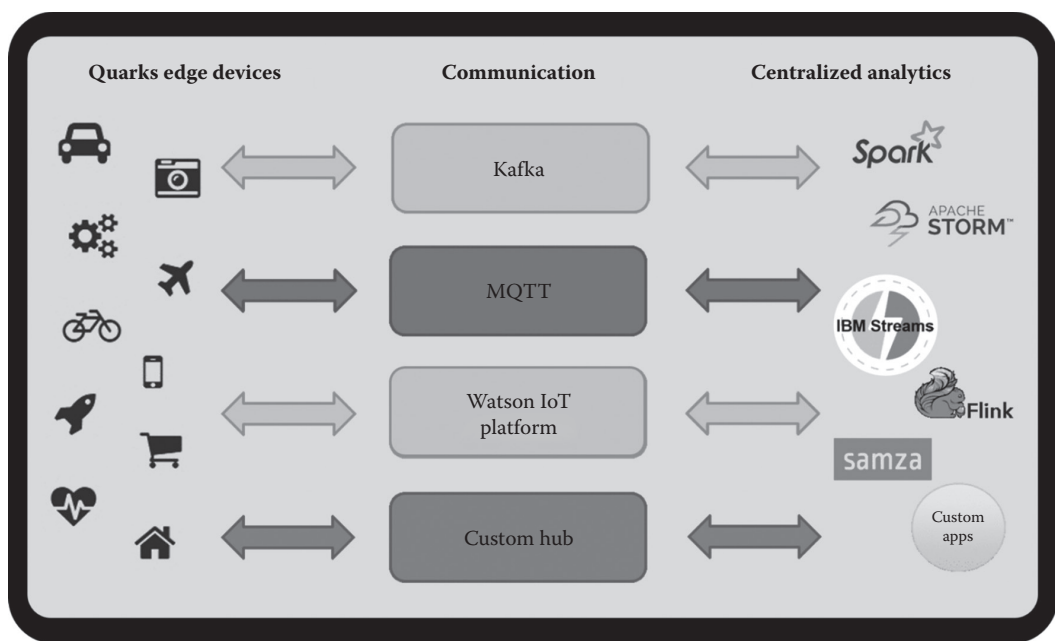 Quarks edge devices
Communication
Centralized analytics
Kafka
Spark
APACHE
STORM™
MQTT
IBM Streams
Watson IoT
platform
Flink
samza
Custom hub
Custom
apps